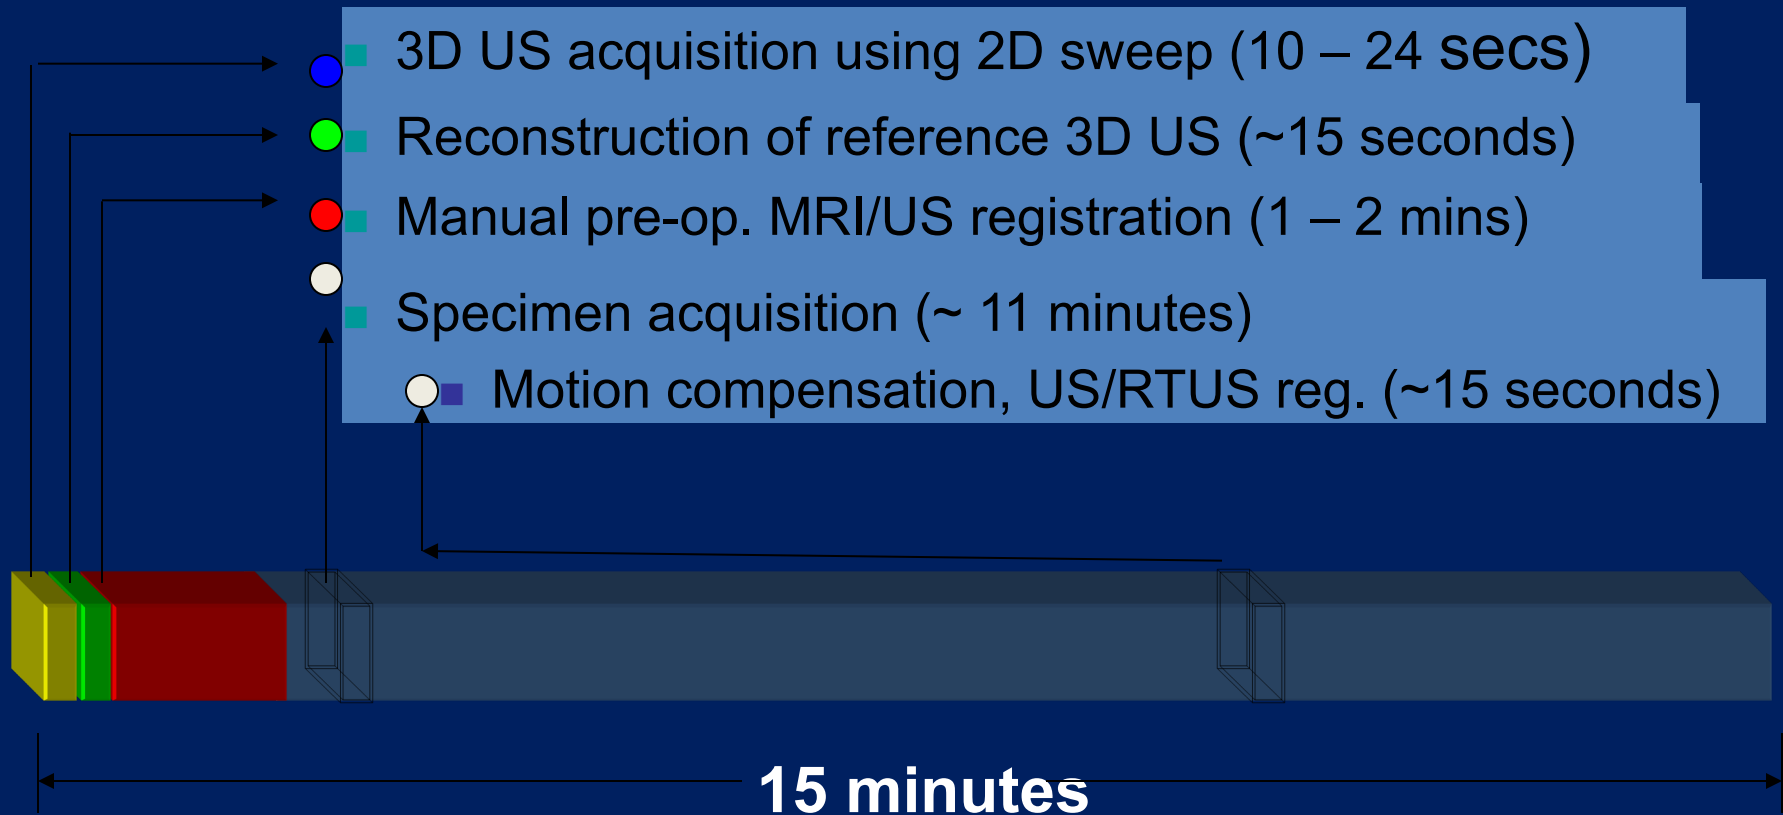 3D US acquisition using 2D sweep (10 – 24 secs)
Reconstruction of reference 3D US (~15 seconds)
Manual pre-op. MRI/US registration (1 – 2 mins)
Specimen acquisition (~ 11 minutes)
Motion compensation, US/RTUS reg. (~15 seconds)
15 minutes